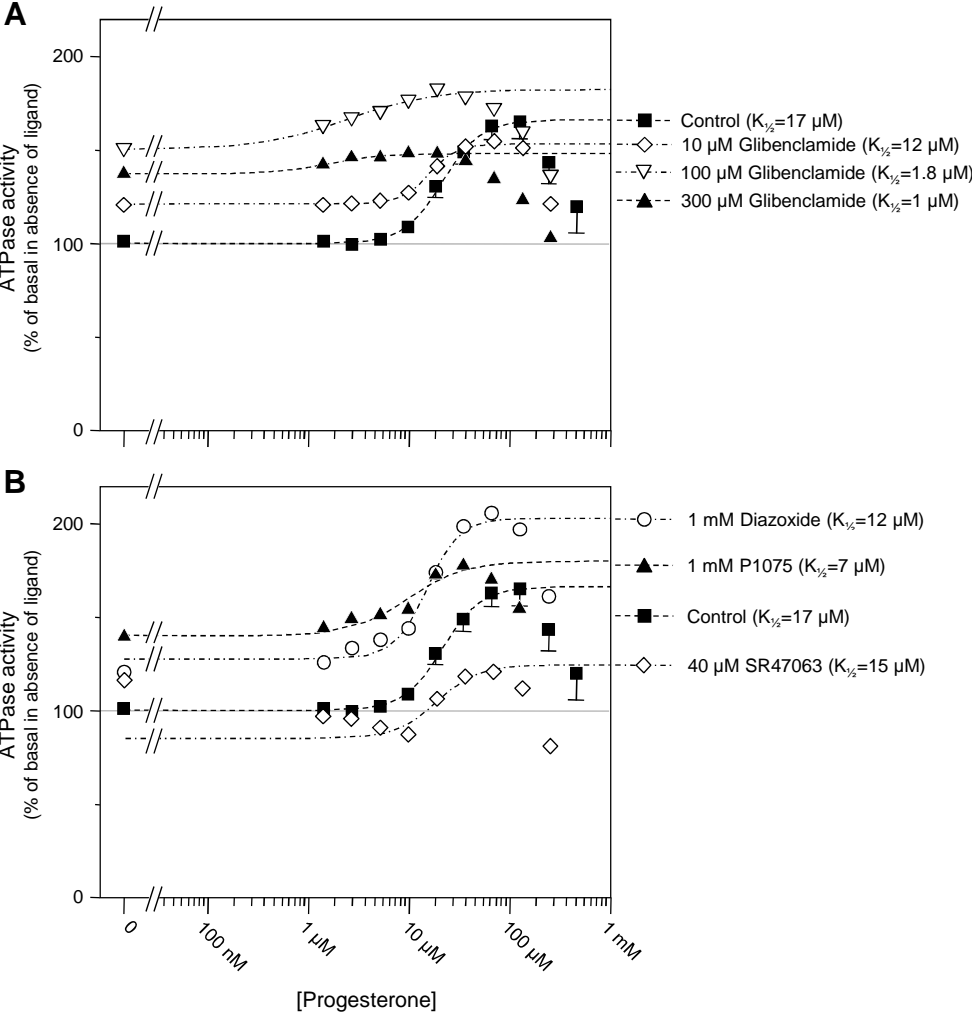 A
200
100
0
ATPase activity
(% of basal in absence of ligand)
Control (K½=17 µM)
10 µM Glibenclamide (K½=12 µM)
100 µM Glibenclamide (K½=1.8 µM)
300 µM Glibenclamide (K½=1 µM)
B
200
100
0
ATPase activity
(% of basal in absence of ligand)
1 mM Diazoxide (K½=12 µM)
1 mM P1075 (K½=7 µM)
Control (K½=17 µM)
40 µM SR47063 (K½=15 µM)
0
100 nM
1 µM
10 µM
100 µM
1 mM
[Progesterone]